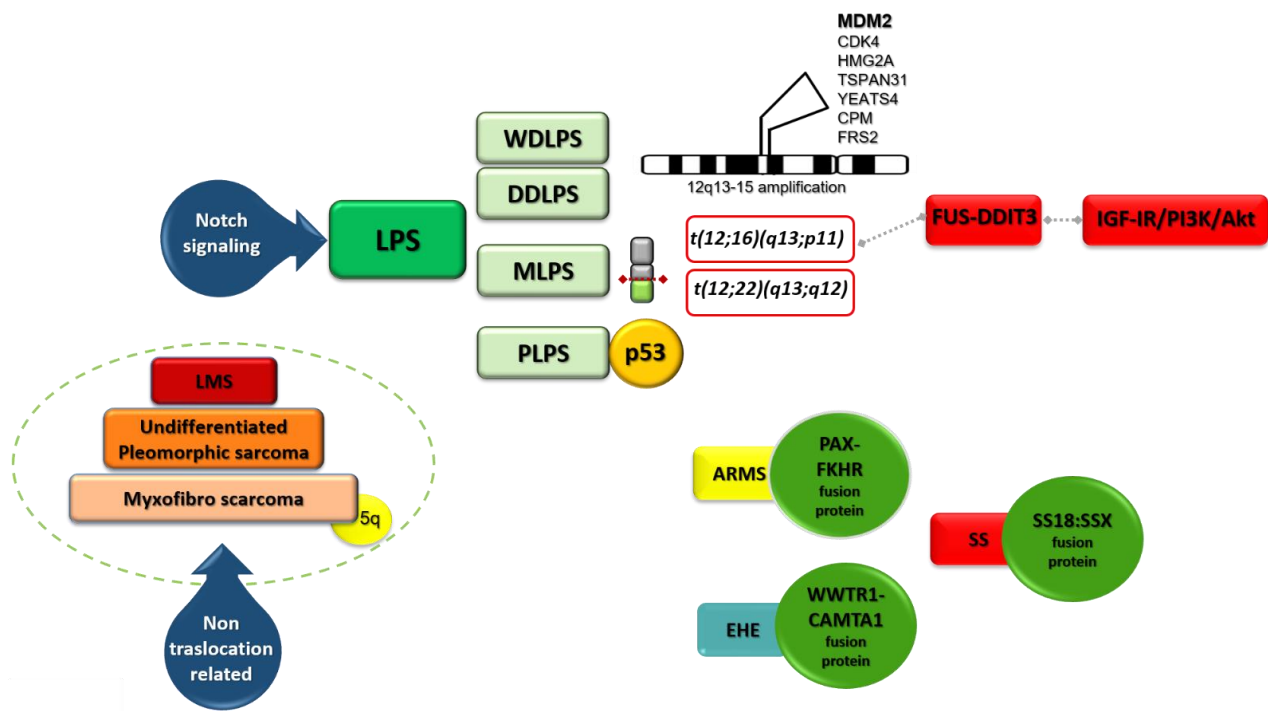 MDM2
CDK4
HMG2A
TSPAN31
YEATS4
CPM
FRS2
12q13-15 amplification
WDLPS
DDLPS
Notch
signaling
LPS
MLPS
t(12;16)(q13;p11)
t(12;22)(q13;q12)
FUS-DDIT3
IGF-IR/PI3K/Akt
PLPS
p53
LMS
Undifferentiated
Pleomorphic sarcoma
Myxofibro scarcoma
5q
Non
traslocation
related
ARMS
PAX-
FKHR
fusion
protein
SS
SS18:SSX
fusion
protein
EHE
WWTR1-
CAMTA1
fusion
protein